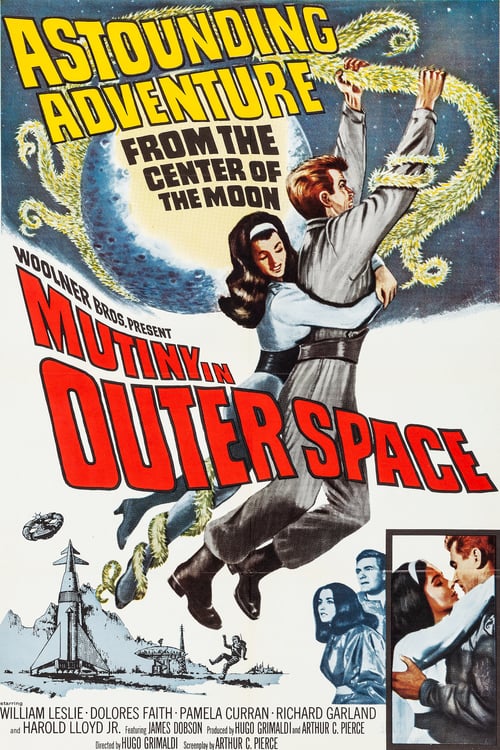 ASTOUNDING
ADVENTURE
FROM THE
CENTER OF
THE MOON
WOOLNER BROS. PRESENT
MUTINY IN
OUTER SPACE
starring
WILLIAM LESLIE · DOLORES FAITH · PAMELA CURRAN · RICHARD GARLAND
and HAROLD LLOYD JR. Featuring JAMES DOBSON Produced by HUGO GRIMALDI and ARTHUR C. PIERCE
Directed by HUGO GRIMALDI Screenplay by ARTHUR C. PIERCE